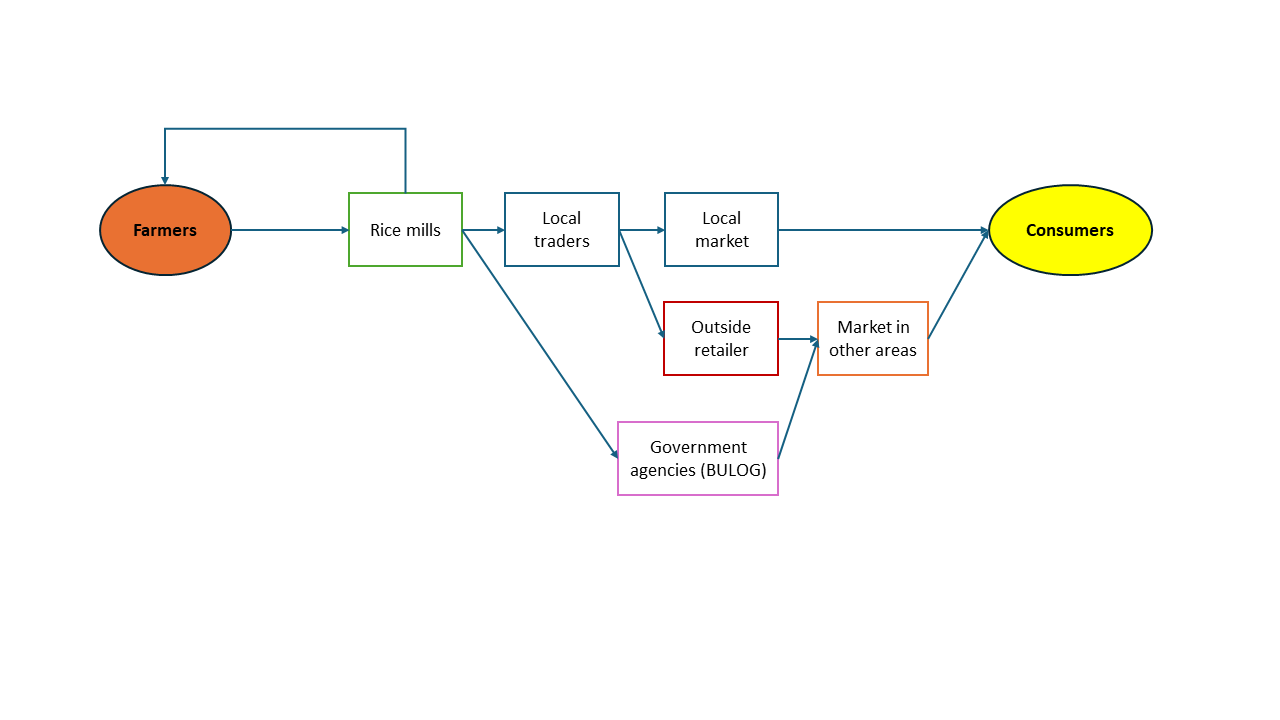 Farmers
Rice mills
Local
traders
Local
market
Consumers
Outside
retailer
Market in
other areas
Government
agencies (BULOG)